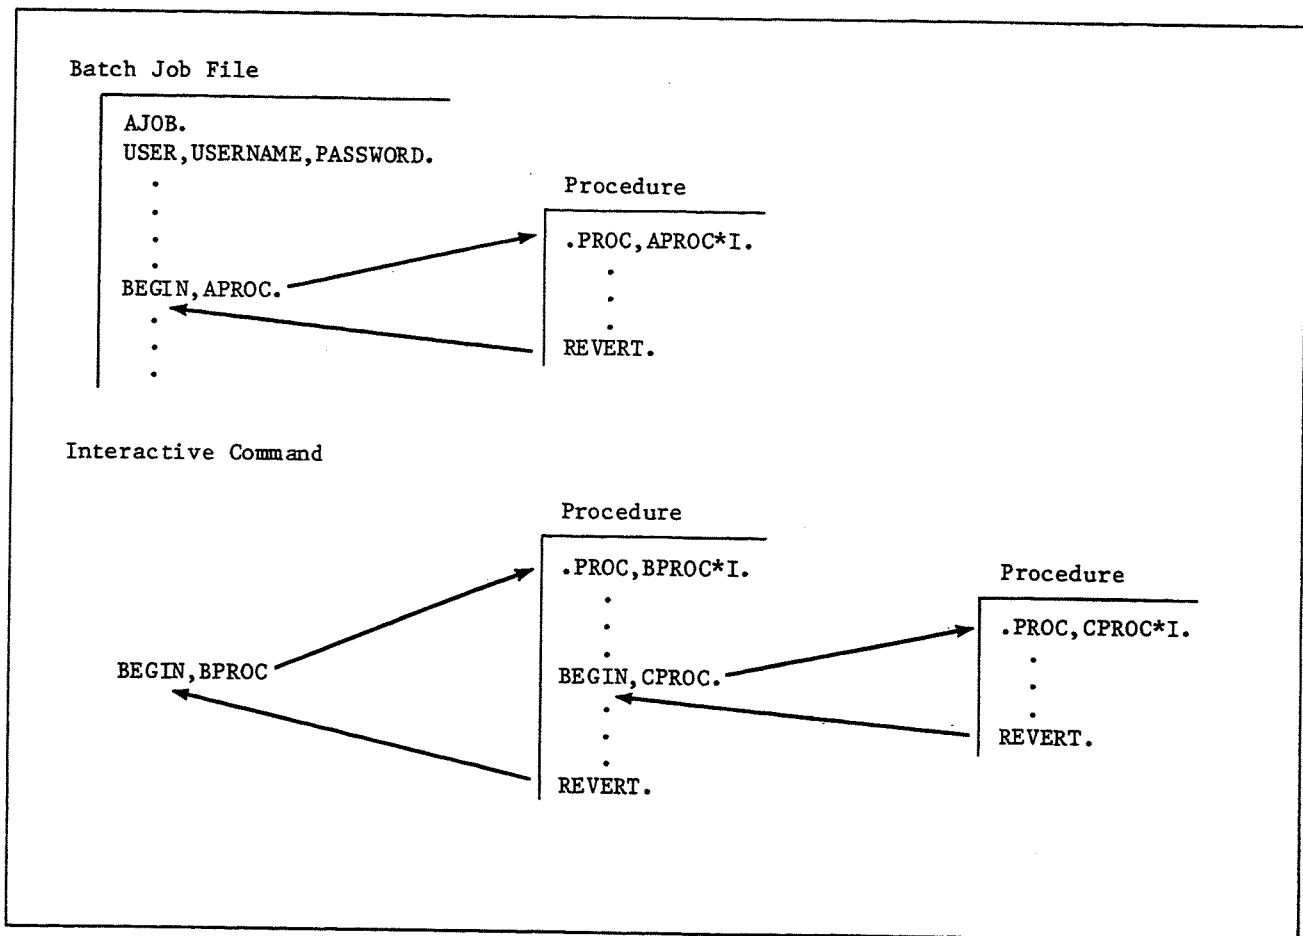 Batch Job File
AJOB.
USER,USERNAME,PASSWORD.
.
.
.
.
BEGIN,APROC.
.
.
.
Procedure
.PROC,APROC*I.
.
.
.
REVERT.
Interactive Command
BEGIN,BPROC
Procedure
.PROC,BPROC*I.
.
.
.
BEGIN,CPROC.
.
.
.
REVERT.
Procedure
.PROC,CPROC*I.
.
.
.
REVERT.